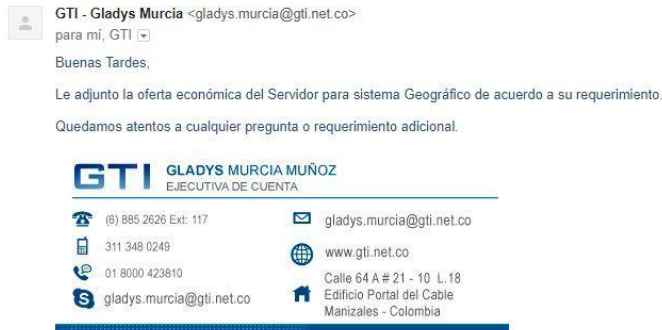 GTI - Gladys Murcia <gladys.murcia@gti.net.co>
para mí, GTI
Buenas Tardes,
Le adjunto la oferta económica del Servidor para sistema Geográfico de acuerdo a su requerimiento.
Quedamos atentos a cualquier pregunta o requerimiento adicional.
GTI
GLADYS MURCIA MUÑOZ
EJECUTIVA DE CUENTA
(6) 885 2626 Ext: 117
311 348 0249
01 8000 423810
gladys.murcia@gti.net.co
gladys.murcia@gti.net.co
www.gti.net.co
Calle 64 A # 21 - 10 L.18
Edificio Portal del Cable
Manizales - Colombia